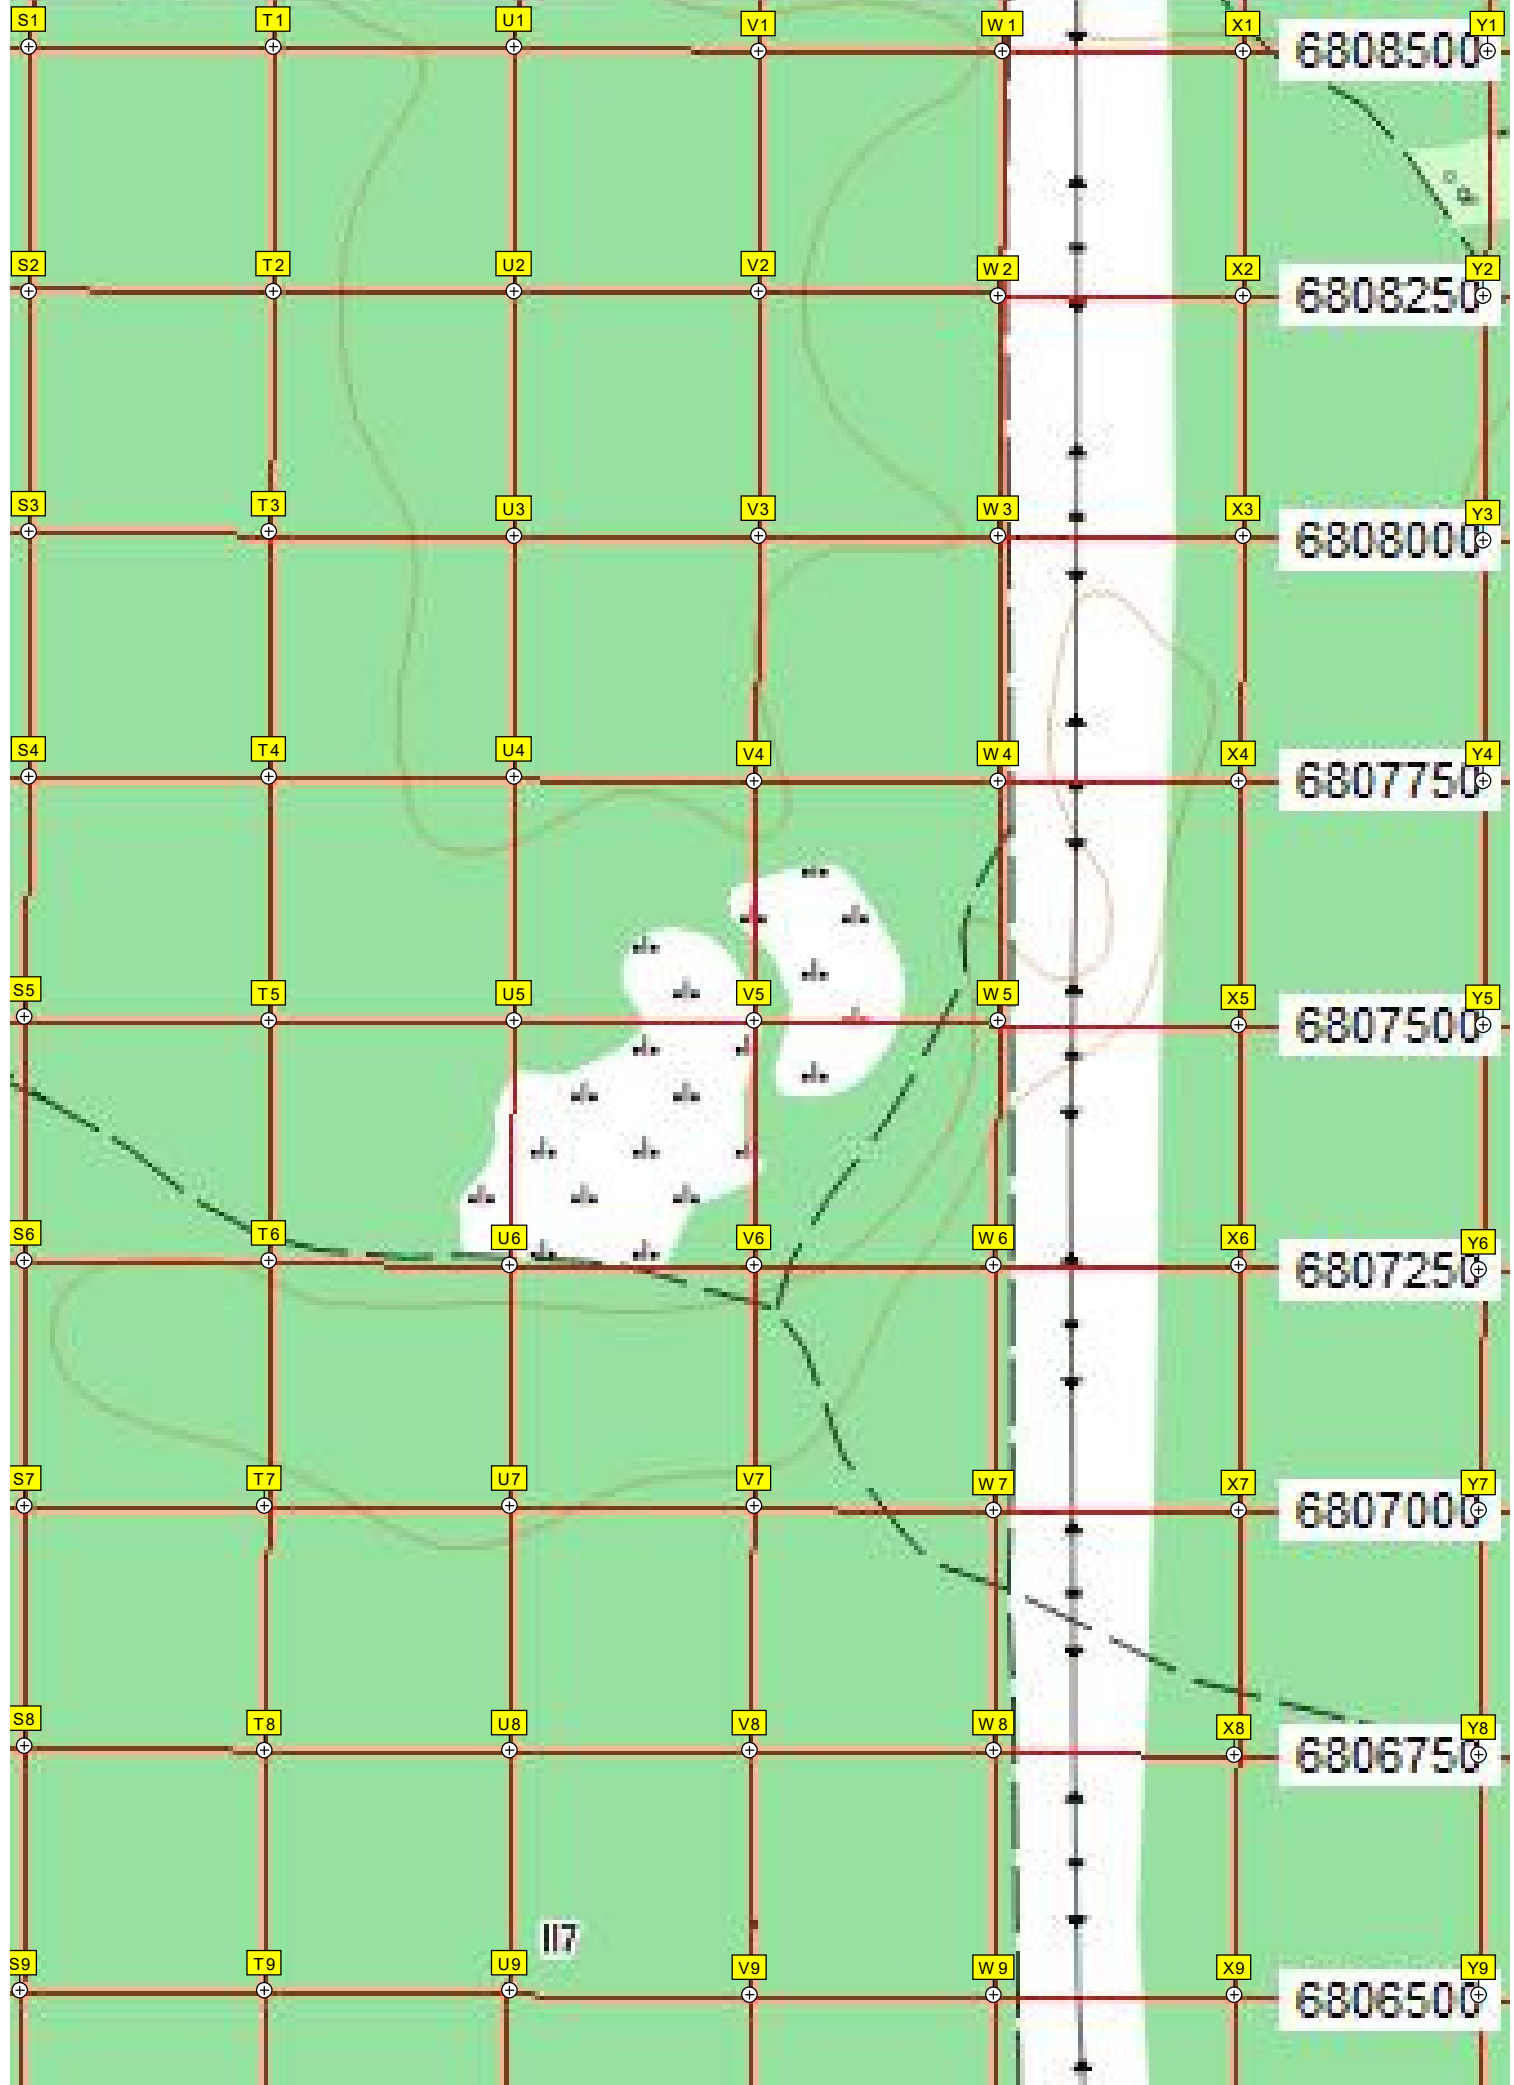 S1 T1 U1 V1 W1 X1 Y1
6808500
S2 T2 U2 V2 W2 X2 Y2
6808250
S3 T3 U3 V3 W3 X3 Y3
6808000
S4 T4 U4 V4 W4 X4 Y4
6807750
S5 T5 U5 V5 W5 X5 Y5
6807500
S6 T6 U6 V6 W6 X6 Y6
6807250
S7 T7 U7 V7 W7 X7 Y7
6807000
S8 T8 U8 V8 W8 X8 Y8
6806750
117
S9 T9 U9 V9 W9 X9 Y9
6806500